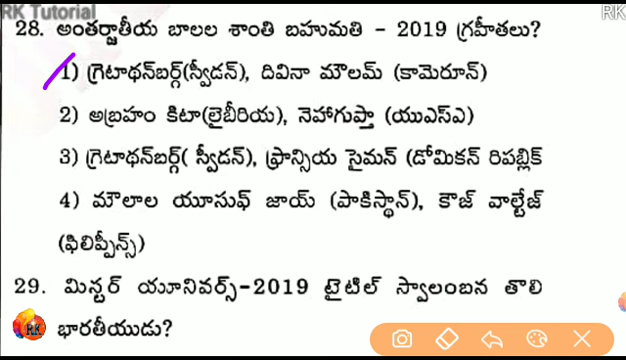 RK Tutorial
RK
28. అంతర్జాతీయ బాలల శాంతి బహుమతి - 2019 గ్రహీతలు?
1) గ్రెటాథన్‌బర్గ్(స్వీడన్), దివినా మౌలమ్ (కామెరూన్)
2) అబ్రహం కిటా(లైబీరియ), నెహాగుప్తా (యుఎస్ఏ)
3) గ్రెటాథన్‌బర్గ్( స్వీడన్), ఫ్రాన్సియ సైమన్ (డోమికన్ రిపబ్లిక్
4) మౌలాల యూసుఫ్ జాయ్ (పాకిస్థాన్), కౌజ్ వాల్టేజ్
(ఫిలిప్పీన్స్)
29. మిస్టర్ యూనివర్స్-2019 టైటిల్ స్వాలంబన తొలి
RK భారతీయుడు?